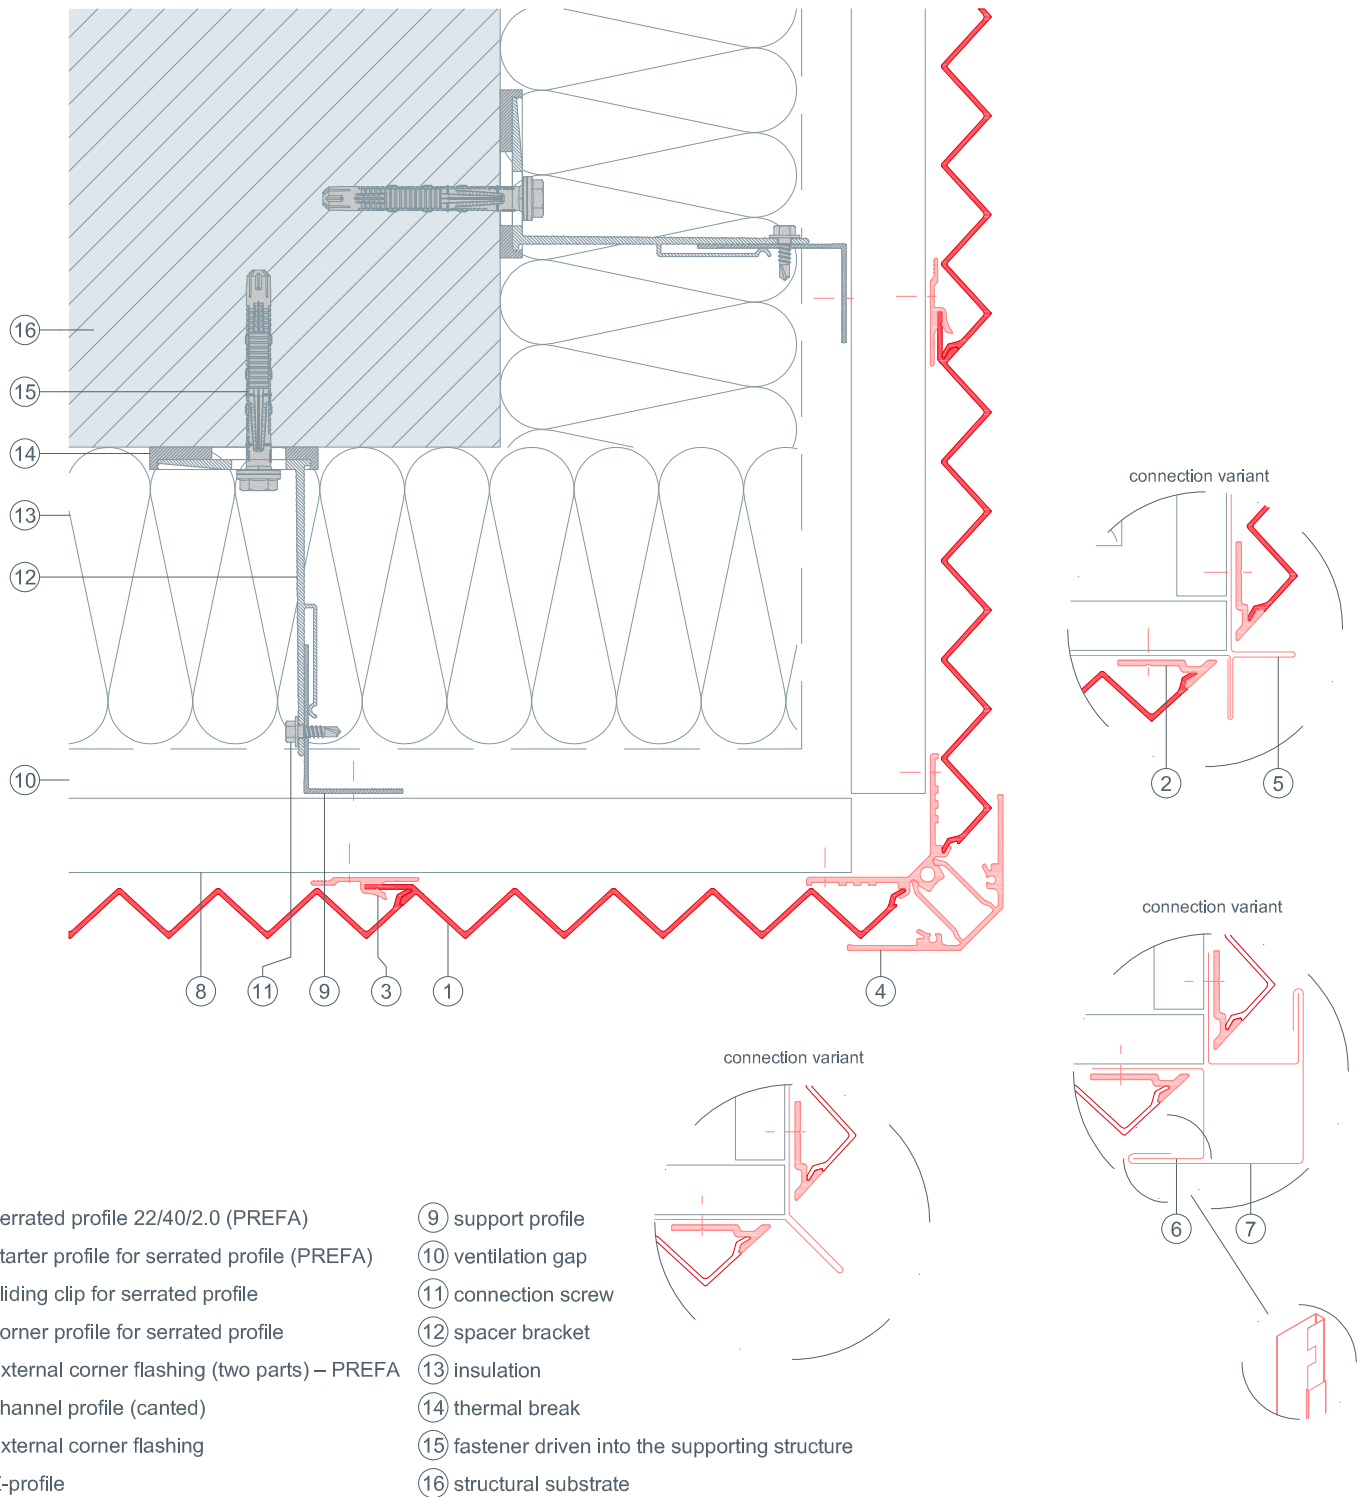 16
15
14
13
12
10
8
11
9
3
1
4
connection variant
2
5
connection variant
6
7
connection variant
errated profile 22/40/2.0 (PREFA)
tarter profile for serrated profile (PREFA)
liding clip for serrated profile
orner profile for serrated profile
xternal corner flashing (two parts) – PREFA
hannel profile (canted)
xternal corner flashing
-profile
9 support profile
10 ventilation gap
11 connection screw
12 spacer bracket
13 insulation
14 thermal break
15 fastener driven into the supporting structure
16 structural substrate